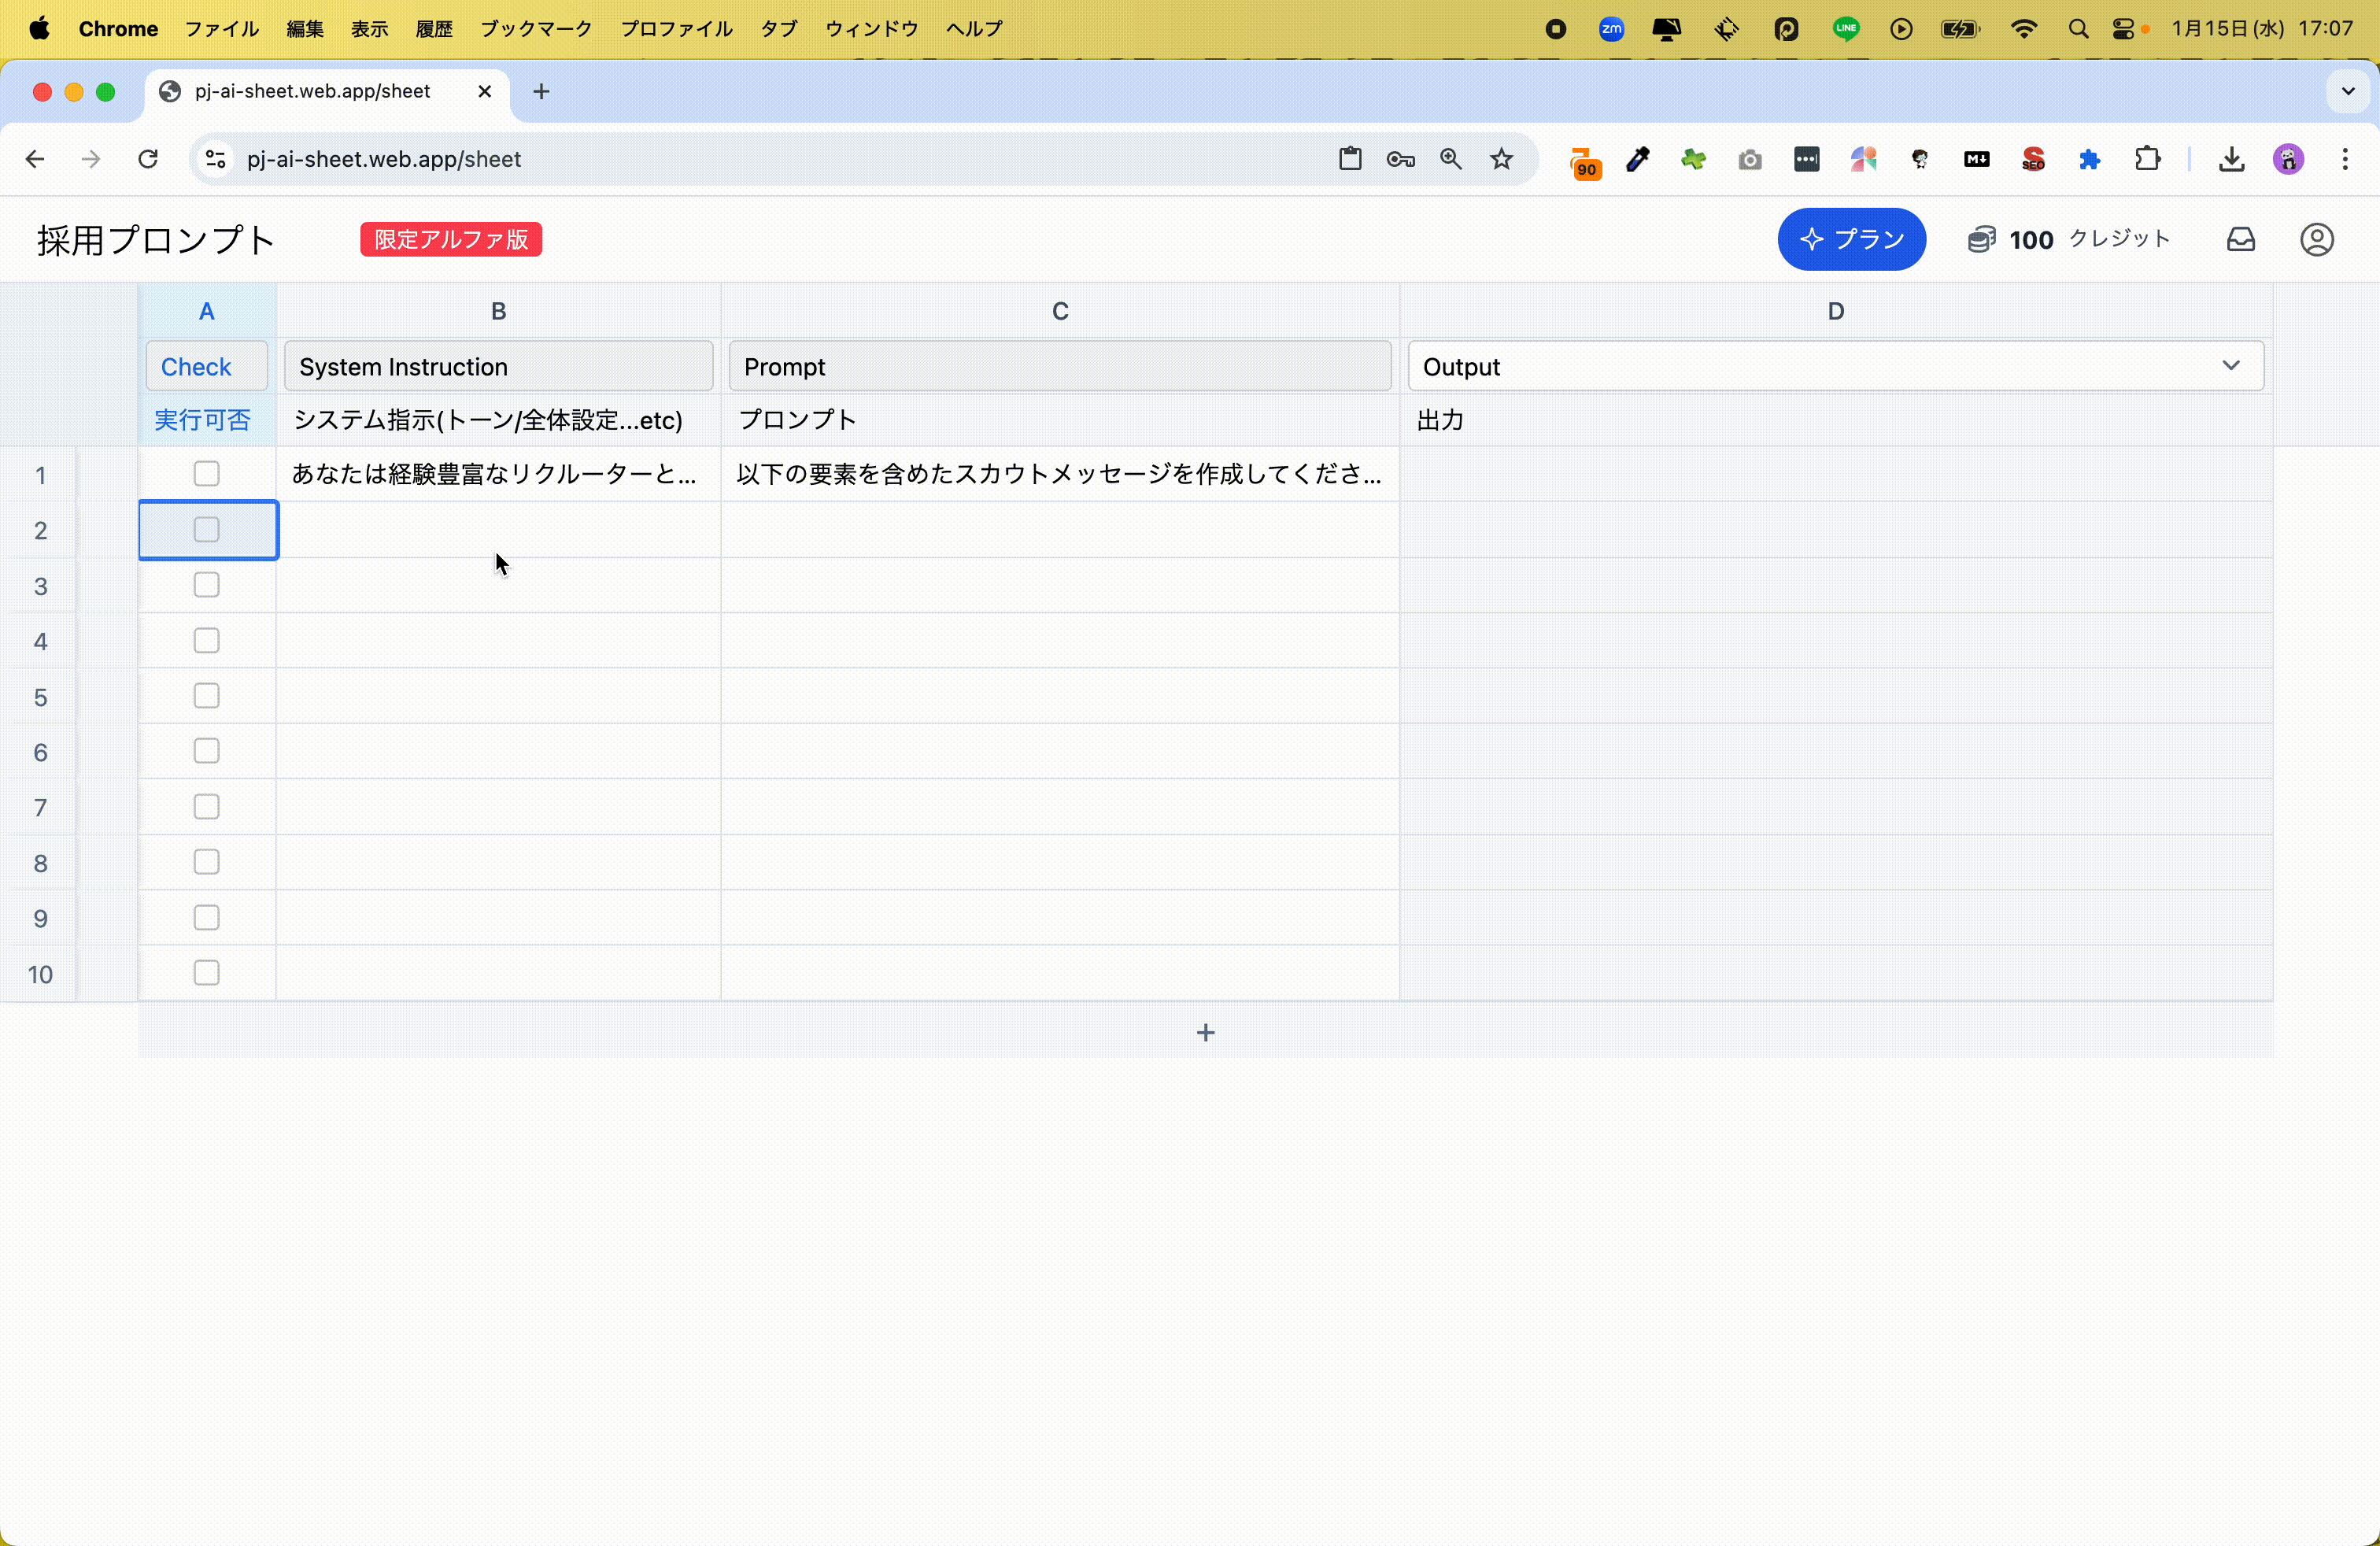 Chrome ファイル 編集 表示 履歴 ブックマーク プロファイル タブ ウィンドウ ヘルプ zm LINE 1月15日(水) 17:07
pj-ai-sheet.web.app/sheet
pj-ai-sheet.web.app/sheet 90 M SEO
採用プロンプト 限定アルファ版 プラン 100 クレジット
A B C D
Check System Instruction Prompt Output
実行可否 システム指示(トーン/全体設定...etc) プロンプト 出力
1 あなたは経験豊富なリクルーターと... 以下の要素を含めたスカウトメッセージを作成してくださ...
2
3
4
5
6
7
8
9
10
+